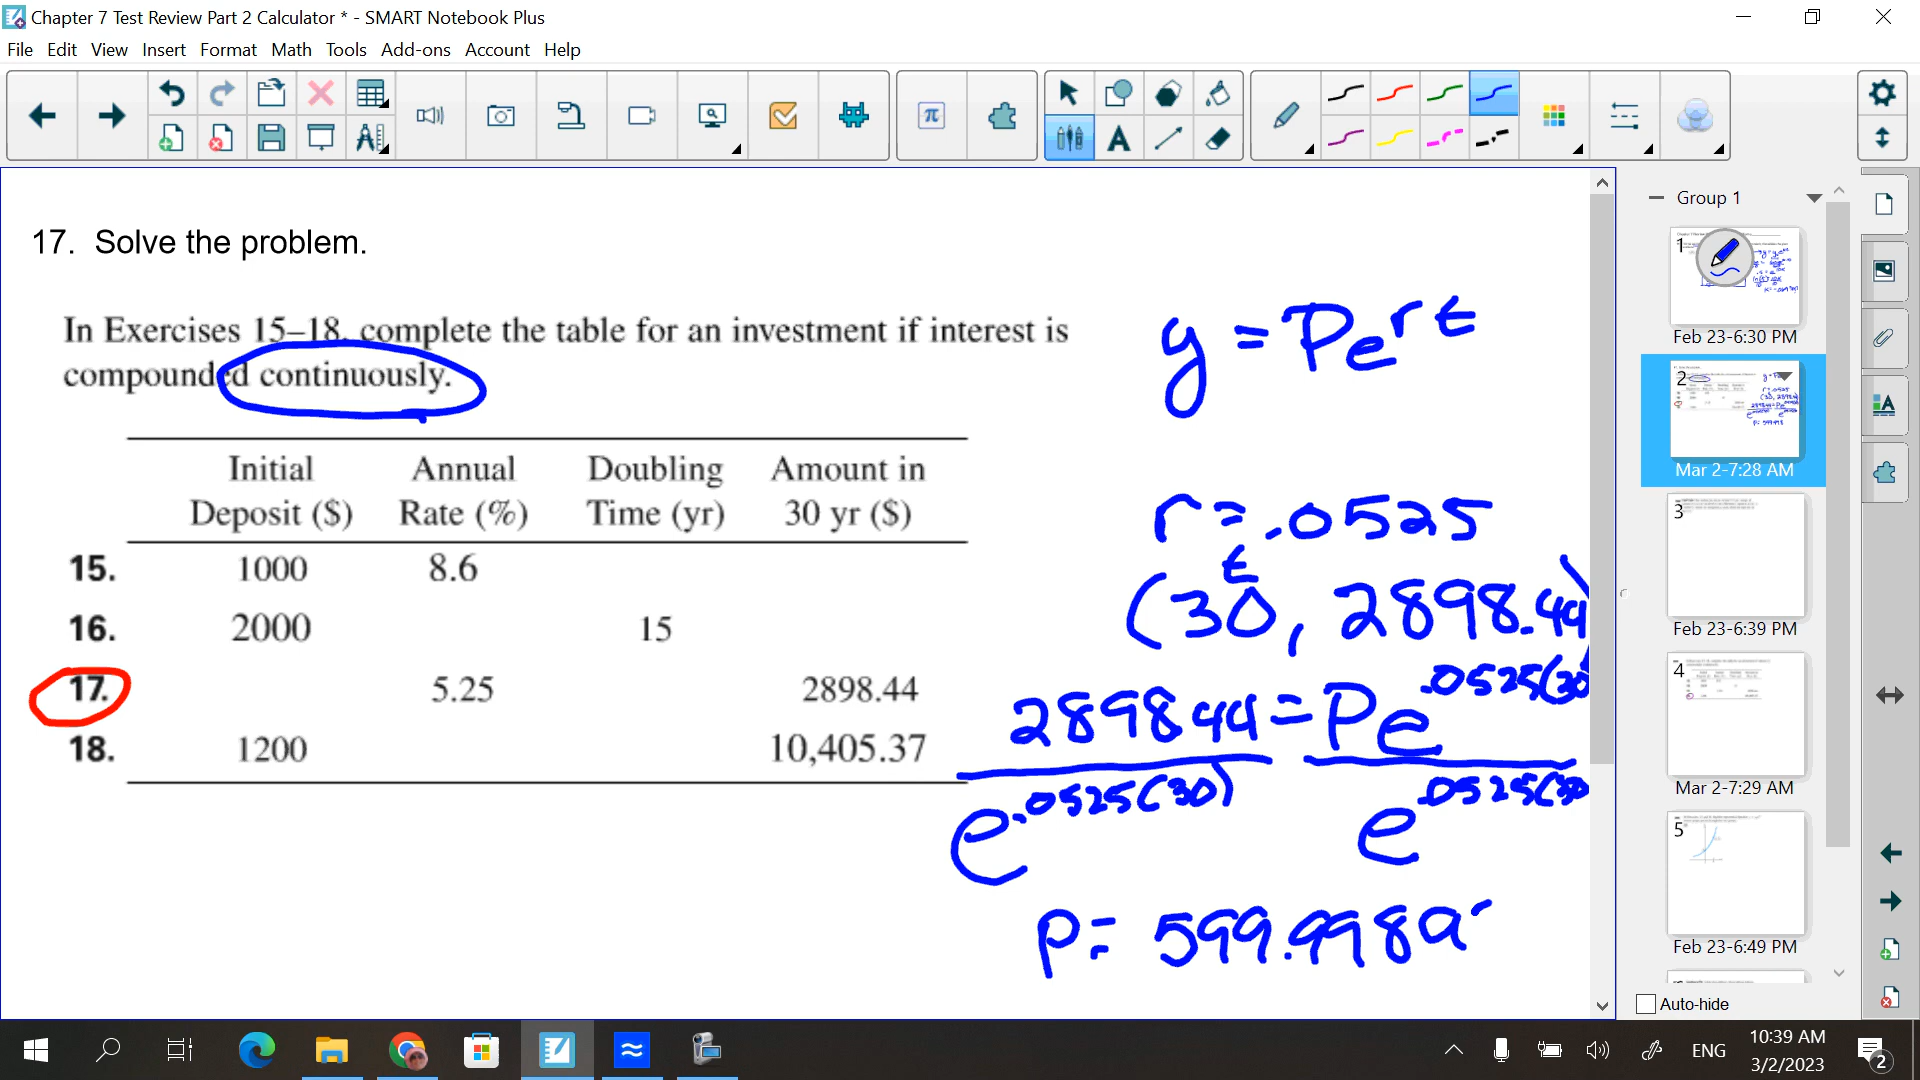 Chapter 7 Test Review Part 2 Calculator * - SMART Notebook Plus
File Edit View Insert Format Math Tools Add-ons Account Help
17. Solve the problem.
In Exercises 15–18, complete the table for an investment if interest is
compounded continuously.
Initial Deposit ($) Annual Rate (%) Doubling Time (yr) Amount in 30 yr ($)
15. 1000 8.6
16. 2000 15
17. 5.25 2898.44
18. 1200 10,405.37
y = Pe^rt
r = .0525
t
(30, 2898.44)
2898.44 = Pe^.0525(30
e^.0525(30) e^.0525(30
P = 599.998
Group 1
1
Feb 23-6:30 PM
2
Mar 2-7:28 AM
3
Feb 23-6:39 PM
4
Mar 2-7:29 AM
5
Feb 23-6:49 PM
Auto-hide
ENG
10:39 AM
3/2/2023
2